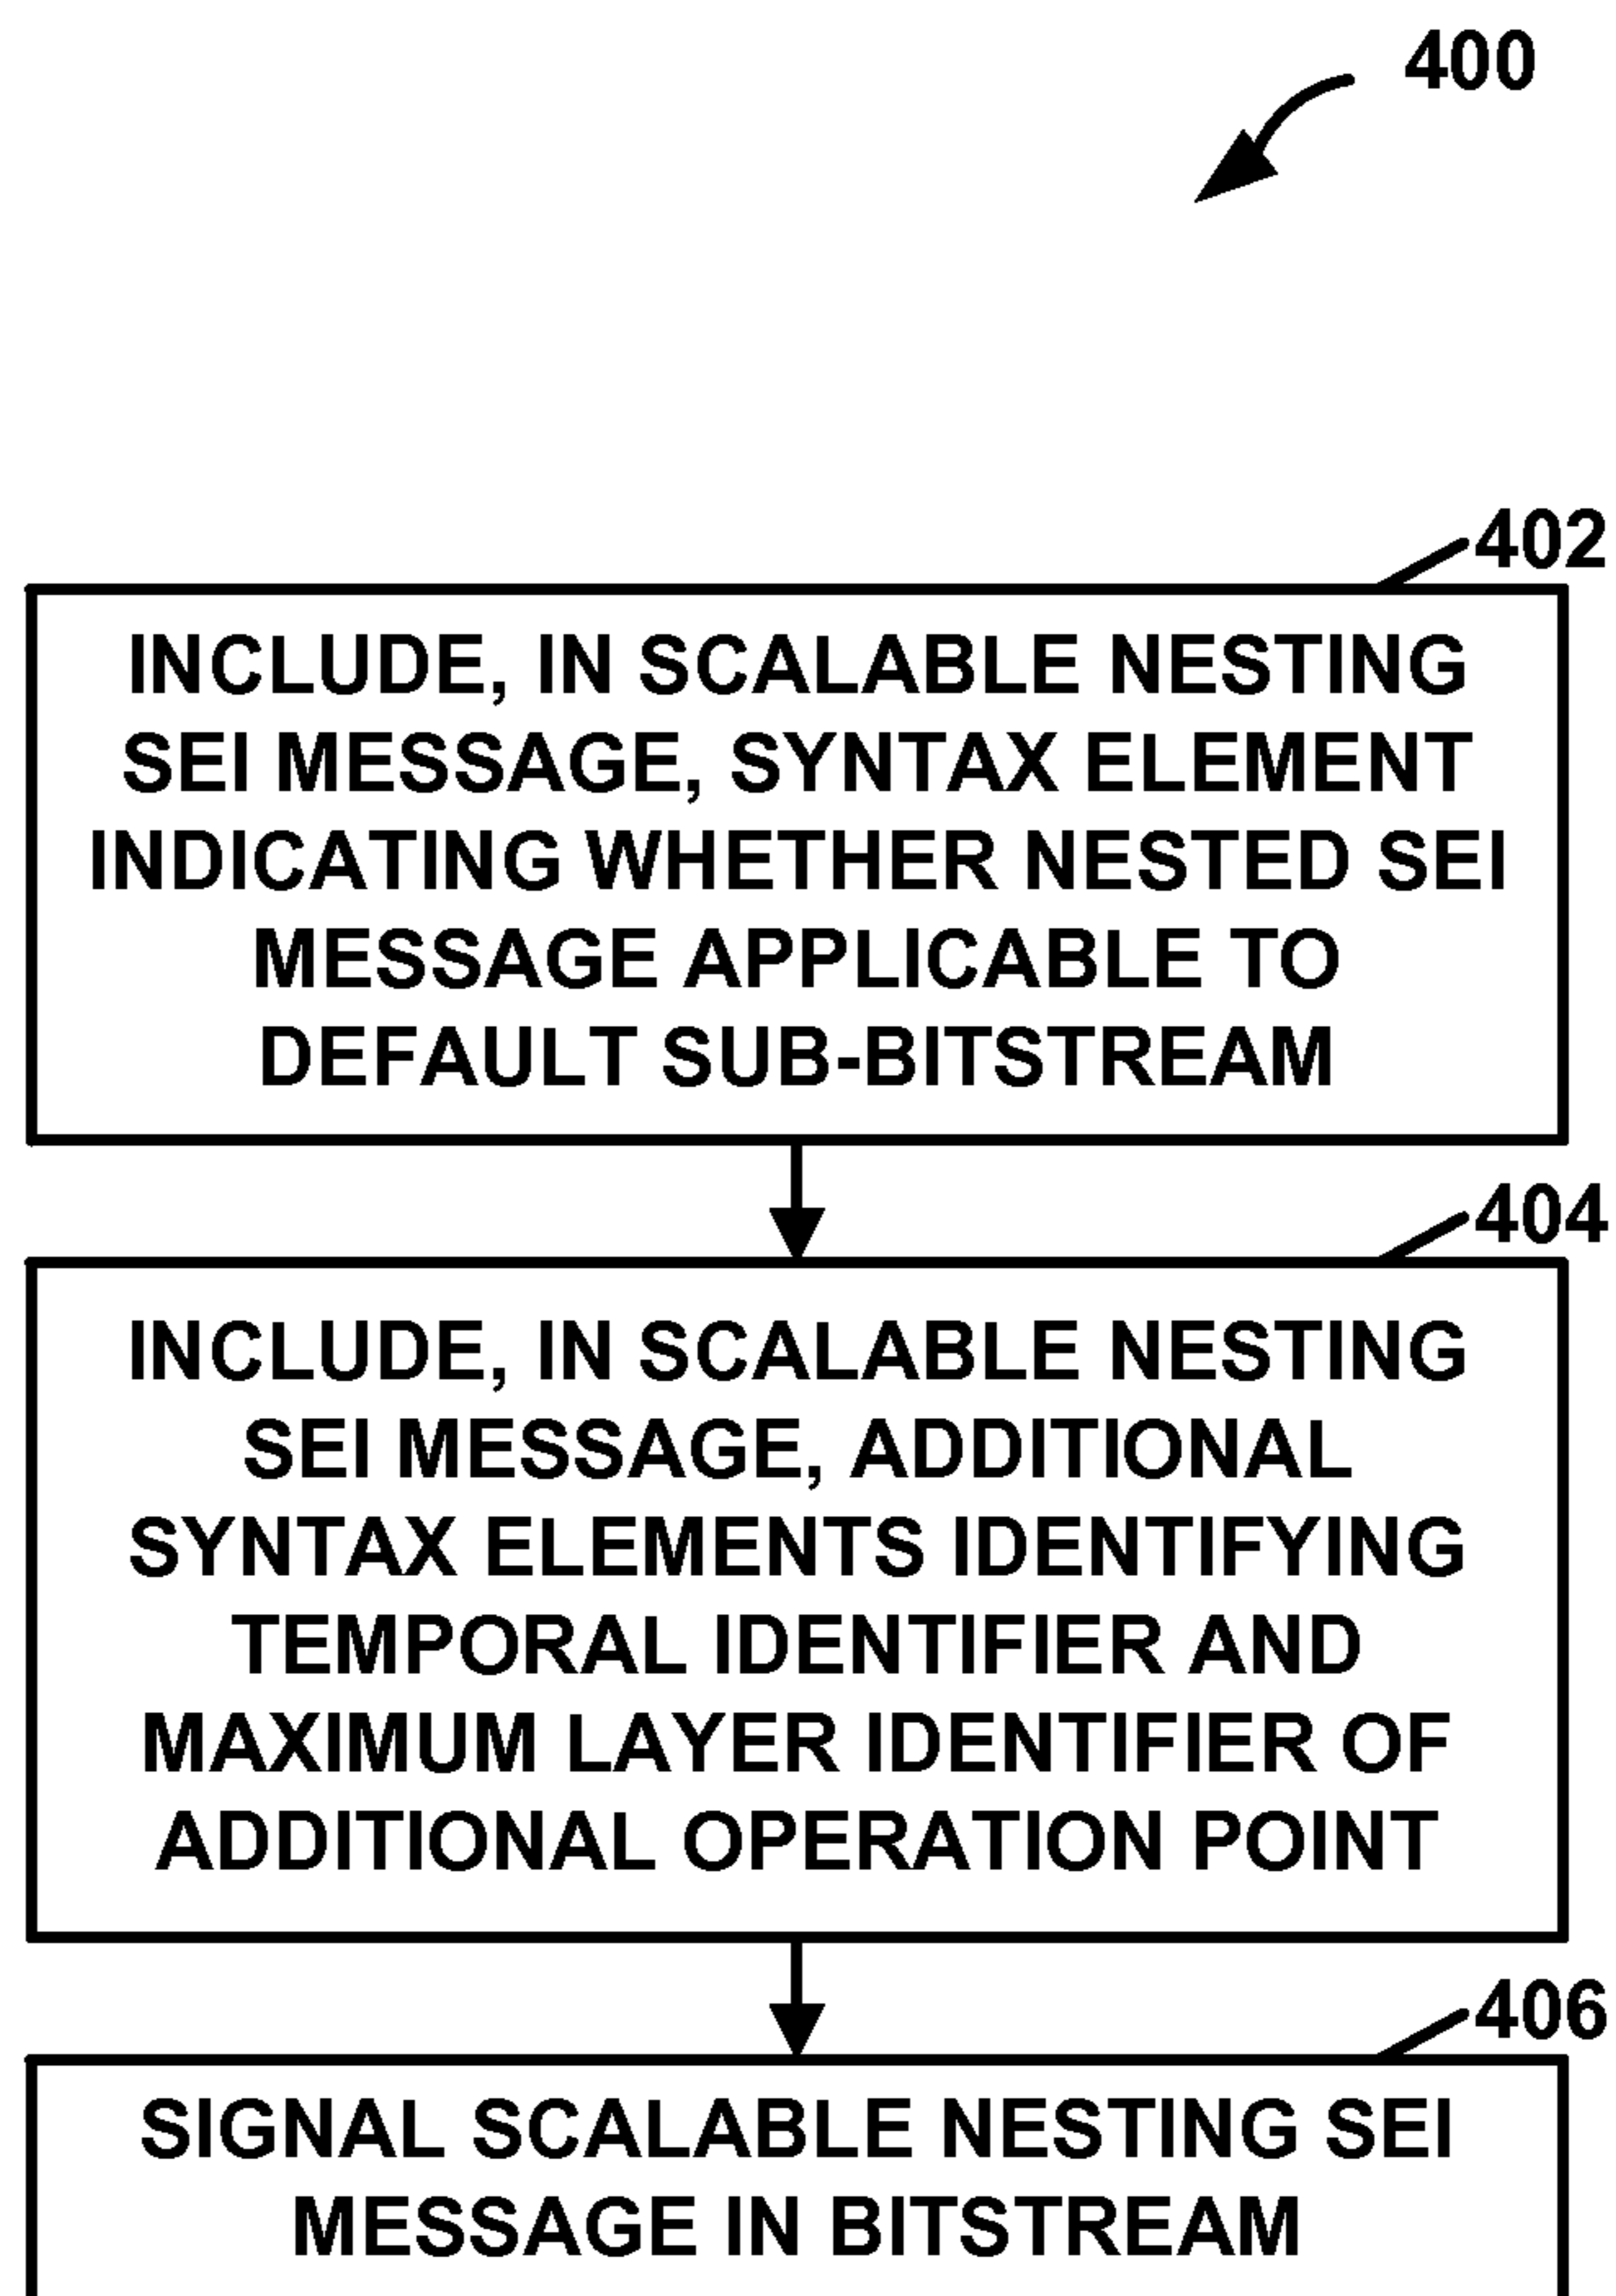 400
402
INCLUDE, IN SCALABLE NESTING
SEI MESSAGE, SYNTAX ELEMENT
INDICATING WHETHER NESTED SEI
MESSAGE APPLICABLE TO
DEFAULT SUB-BITSTREAM
404
INCLUDE, IN SCALABLE NESTING
SEI MESSAGE, ADDITIONAL
SYNTAX ELEMENTS IDENTIFYING
TEMPORAL IDENTIFIER AND
MAXIMUM LAYER IDENTIFIER OF
ADDITIONAL OPERATION POINT
406
SIGNAL SCALABLE NESTING SEI
MESSAGE IN BITSTREAM